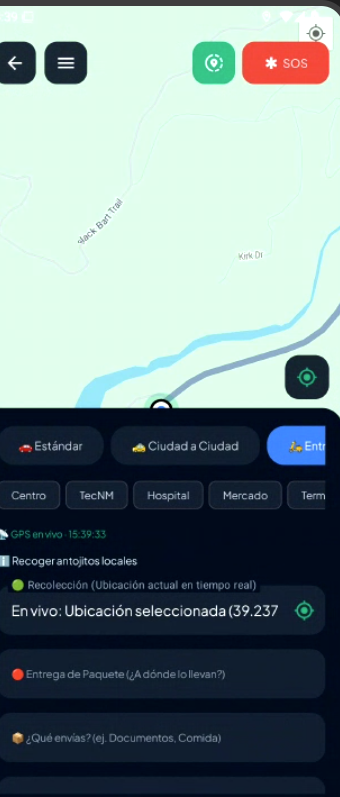 SOS
Black Bart Trail
Kirk Dr
Estándar
Ciudad a Ciudad
Entr
Centro
TecNM
Hospital
Mercado
Term
GPS en vivo · 15:39:33
Recoger antojitos locales
Recolección (Ubicación actual en tiempo real)
En vivo: Ubicación seleccionada (39.237
Entrega de Paquete (¿A dónde lo llevan?)
¿Qué envías? (ej. Documentos, Comida)